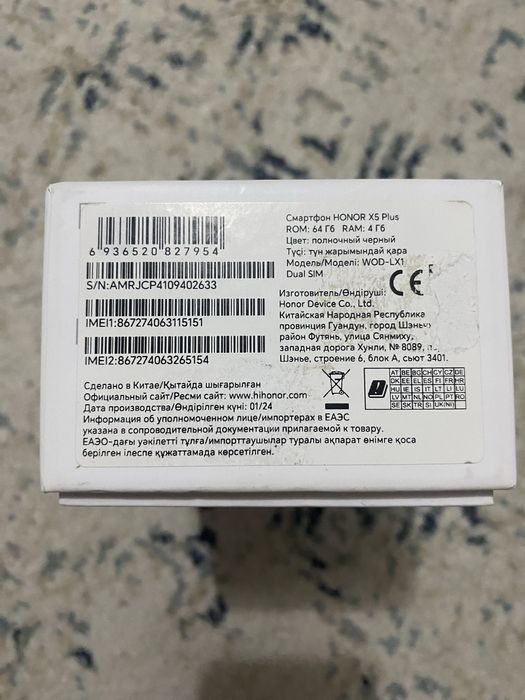 Смартфон HONOR X5 Plus
ROM: 64 Гб RAM: 4 Гб
Цвет: полночный черный
Түсі: түн жарымындай қара
Модель/Моделі: WOD-LX1
Dual SIM
6 936520 827954
S/N:AMRJCP4109402633
IMEI1:867274063115151
IMEI2:867274063265154
CE
Изготовитель/Өндіруші:
Honor Device Co., Ltd.
Китайская Народная Республика
провинция Гуандун, город Шэньч
район Футянь, улица Сянмиху,
западная дорога Хунли, № 8089,
Шэнье, строение 6, блок А, сьют 3401.
Сделано в Китае/Қытайда шығарылған
Официальный сайт/Ресми сайт: www.hihonor.com
Дата производства/Өндірілген күні: 01/24
Информация об уполномоченном лице/импортерах в ЕАЭС
указана в сопроводительной документации прилагаемой к товару.
ЕАЭО-дағы уәкілетті тұлға/импорттаушылар туралы ақпарат өнімге қоса
берілген ілеспе құжаттамада көрсетілген.
AT BE BG CH CY CZ DE
DK EE EL ES FI FR HR
HU IE IS IT LT LI LU
LV MT NL NO PL PT RO
SE SK TR SI UK(NI)